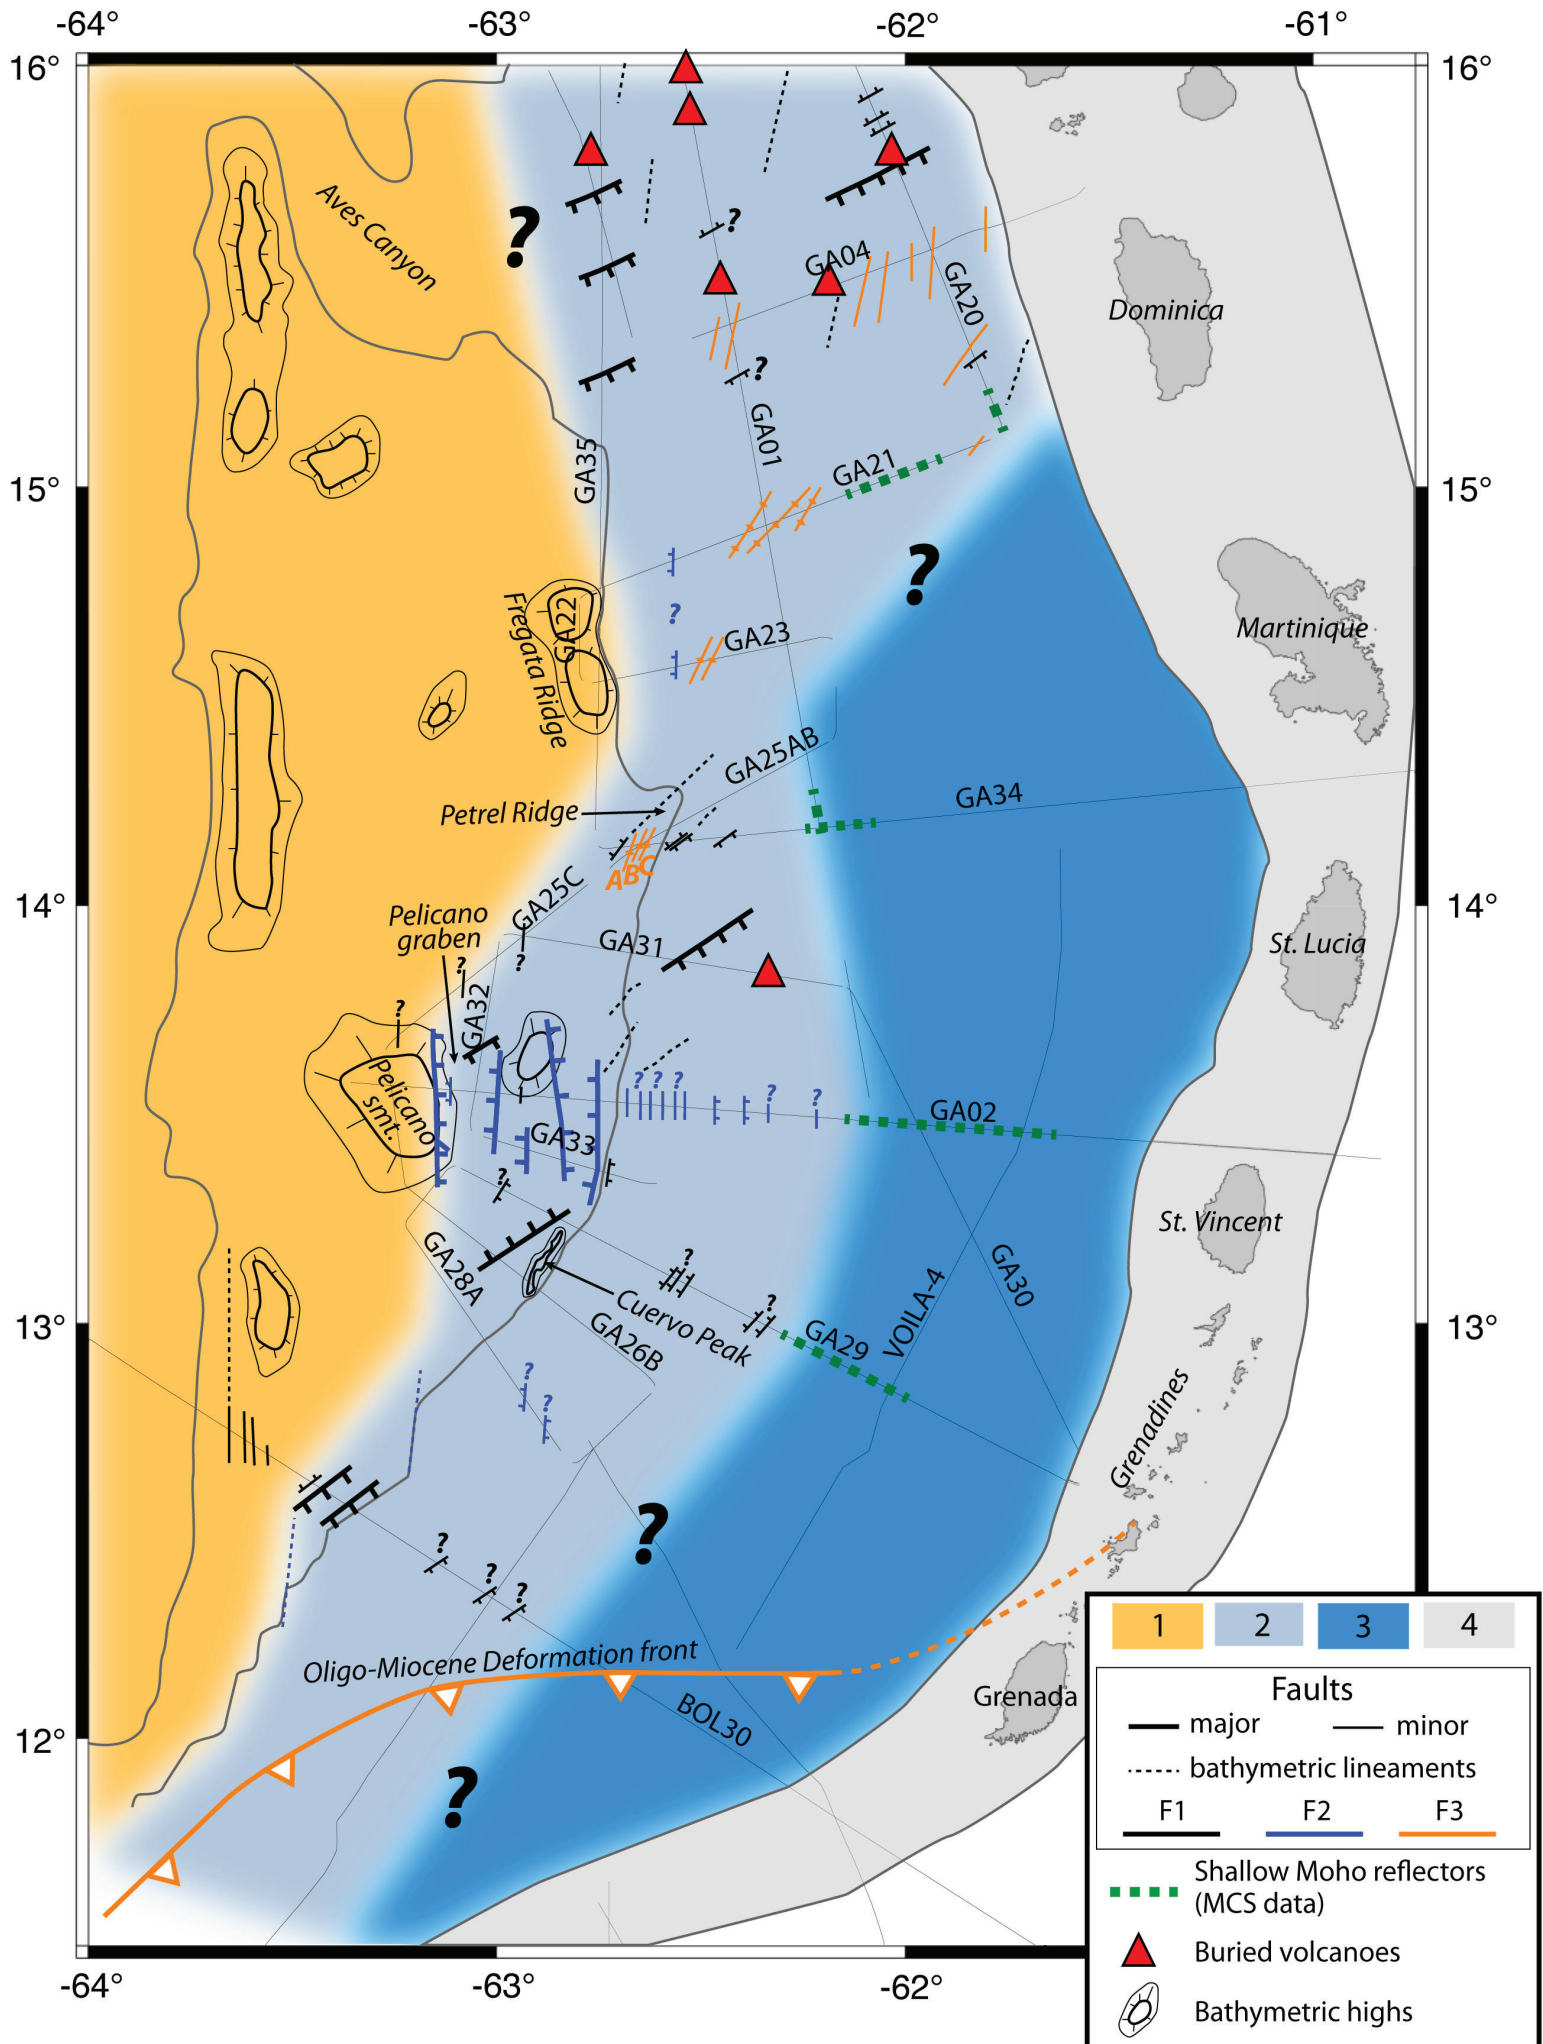 -64°
-63°
-62°
-61°
16°
16°
Aves Canyon
?
?
GA04
GA20
Dominica
?
GA01
GA35
GA21
15°
15°
?
GA22
Fregata Ridge
?
GA23
Martinique
GA25AB
Petrel Ridge
GA34
A
B
C
GA25C
14°
14°
Pelicano
graben
GA31
St. Lucia
?
?
GA32
?
Pelicano
smt.
? ? ?
?
?
GA02
GA33
?
St. Vincent
GA28A
?
GA30
Cuervo Peak
?
VOILA-4
13°
13°
GA26B
GA29
?
?
Grenadines
?
?
?
?
Oligo-Miocene Deformation front
Grenada
BOL30
12°
?
-64°
-63°
-62°
1
2
3
4
Faults
major
minor
bathymetric lineaments
F1
F2
F3
Shallow Moho reflectors
(MCS data)
Buried volcanoes
Bathymetric highs